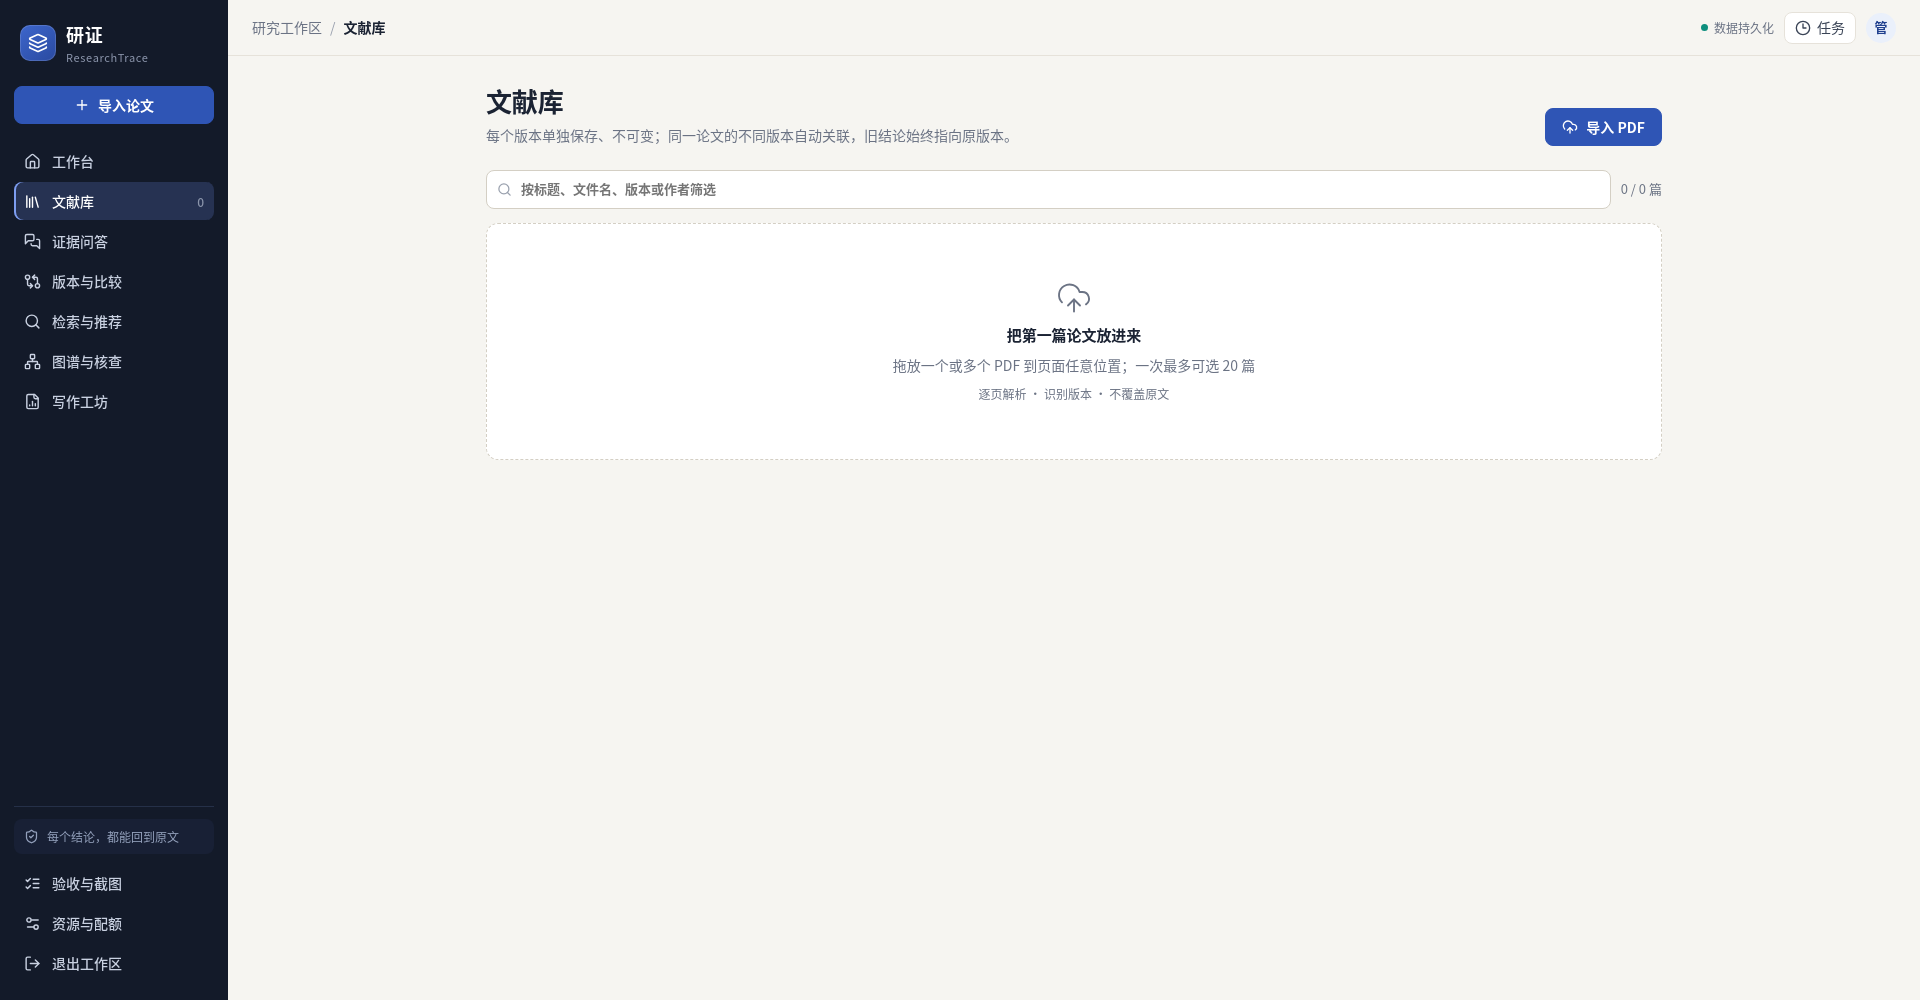 研证
ResearchTrace
导入论文
工作台
文献库 0
证据问答
版本与比较
检索与推荐
图谱与核查
写作工坊
每个结论，都能回到原文
验收与截图
资源与配额
退出工作区
研究工作区 / 文献库
数据持久化
任务
管
文献库
每个版本单独保存、不可变；同一论文的不同版本自动关联，旧结论始终指向原版本。
导入 PDF
按标题、文件名、版本或作者筛选
0 / 0 篇
把第一篇论文放进来
拖放一个或多个 PDF 到页面任意位置；一次最多可选 20 篇
逐页解析 · 识别版本 · 不覆盖原文